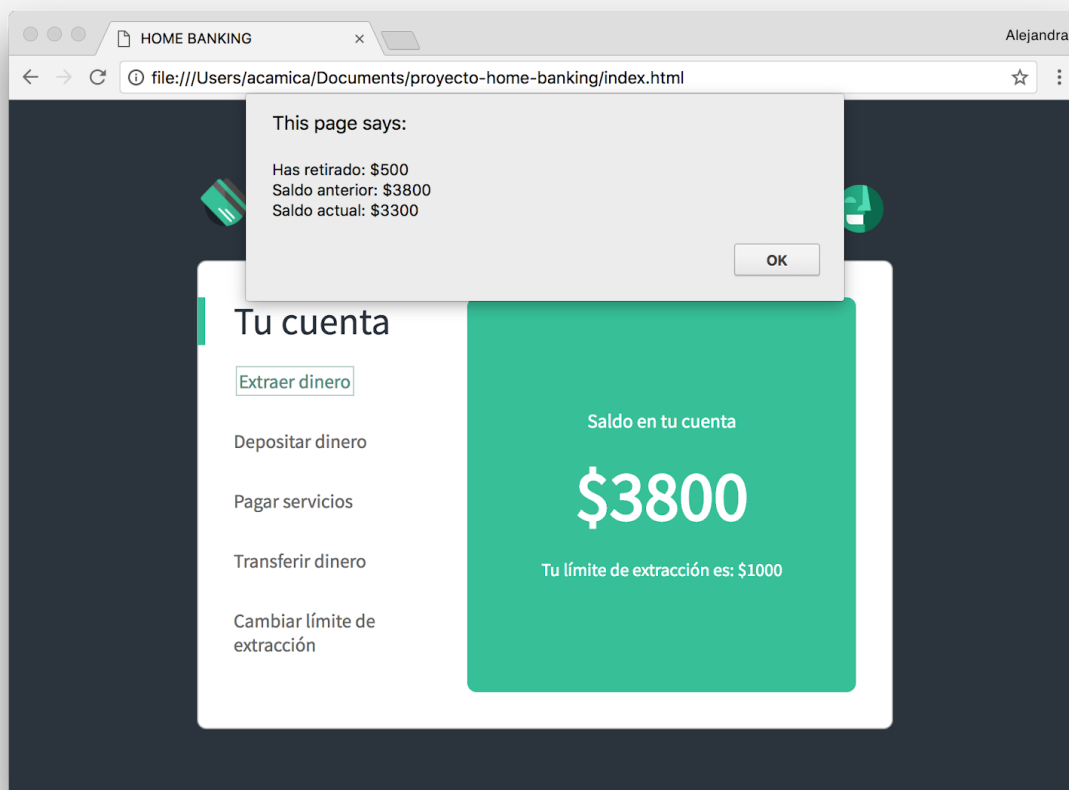 HOME BANKING
Alejandra
file:///Users/acamica/Documents/proyecto-home-banking/index.html
This page says:
Has retirado: $500
Saldo anterior: $3800
Saldo actual: $3300
OK
Tu cuenta
Extraer dinero
Depositar dinero
Pagar servicios
Transferir dinero
Cambiar límite de
extracción
Saldo en tu cuenta
$3800
Tu límite de extracción es: $1000